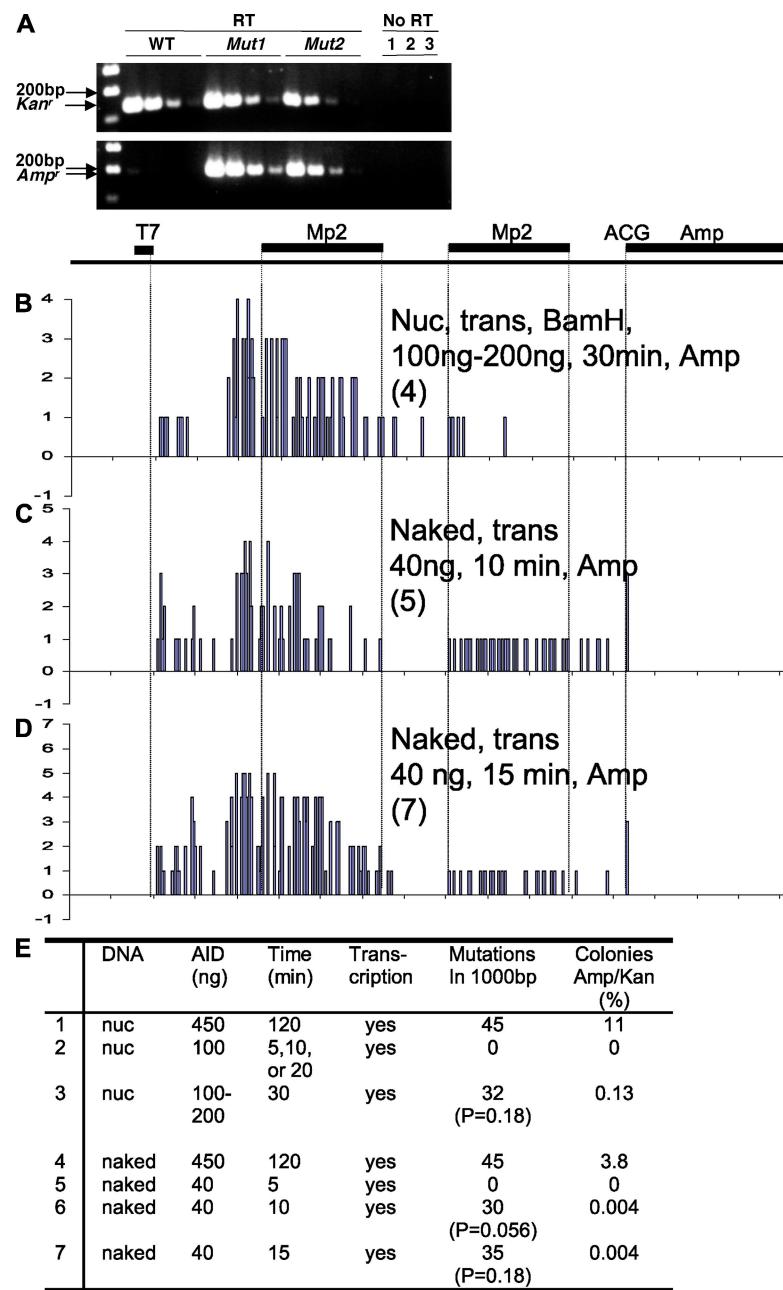 A
RT
No RT
WT Mut1 Mut2 1 2 3
200bp
Kanr
200bp
Ampr
T7 Mp2 Mp2 ACG Amp
B
4
3
2
1
0
-1
Nuc, trans, BamH,
100ng-200ng, 30min, Amp
(4)
C
5
4
3
2
1
0
-1
Naked, trans
40ng, 10 min, Amp
(5)
D
7
6
5
4
3
2
1
0
-1
Naked, trans
40 ng, 15 min, Amp
(7)
E
DNA AID (ng) Time (min) Trans-cription Mutations In 1000bp Colonies Amp/Kan (%)
1 nuc 450 120 yes 45 11
2 nuc 100 5,10, or 20 yes 0 0
3 nuc 100-200 30 yes 32 (P=0.18) 0.13
4 naked 450 120 yes 45 3.8
5 naked 40 5 yes 0 0
6 naked 40 10 yes 30 (P=0.056) 0.004
7 naked 40 15 yes 35 (P=0.18) 0.004